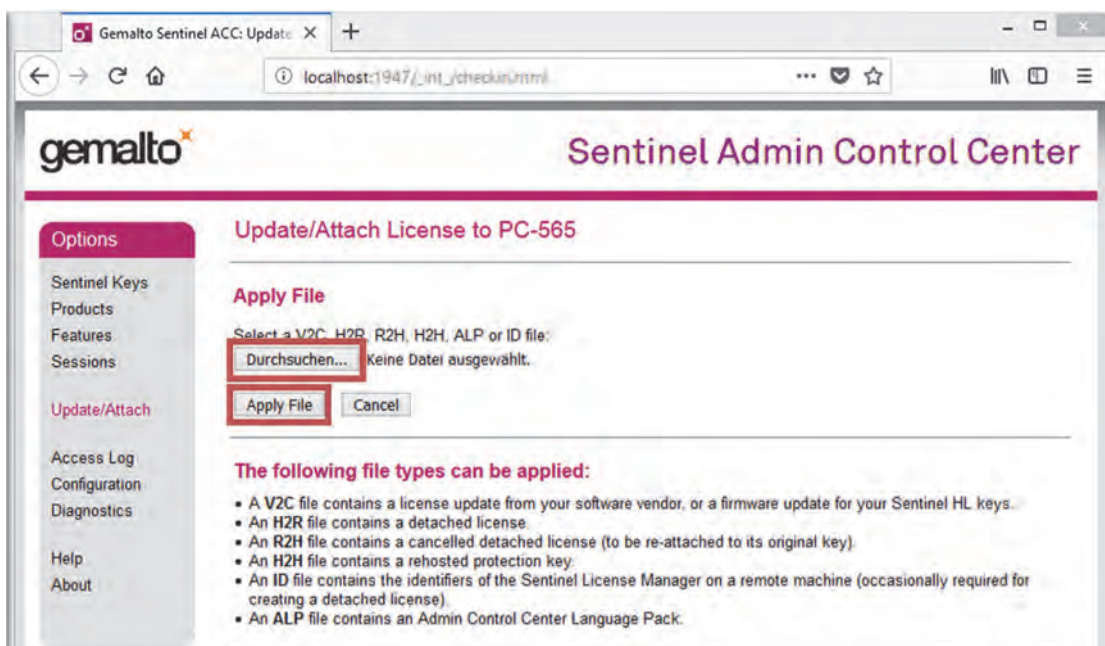 Gemalto Sentinel ACC: Update
localhost:1947/_int_/checkin.html
gemalto
Sentinel Admin Control Center
Options
Sentinel Keys
Products
Features
Sessions
Update/Attach
Access Log
Configuration
Diagnostics
Help
About
Update/Attach License to PC-565
Apply File
Select a V2C, H2R, R2H, H2H, ALP or ID file:
Durchsuchen... Keine Datei ausgewählt.
Apply File Cancel
The following file types can be applied:
• A V2C file contains a license update from your software vendor, or a firmware update for your Sentinel HL keys.
• An H2R file contains a detached license.
• An R2H file contains a cancelled detached license (to be re-attached to its original key).
• An H2H file contains a rehosted protection key.
• An ID file contains the identifiers of the Sentinel License Manager on a remote machine (occasionally required for
creating a detached license).
• An ALP file contains an Admin Control Center Language Pack.